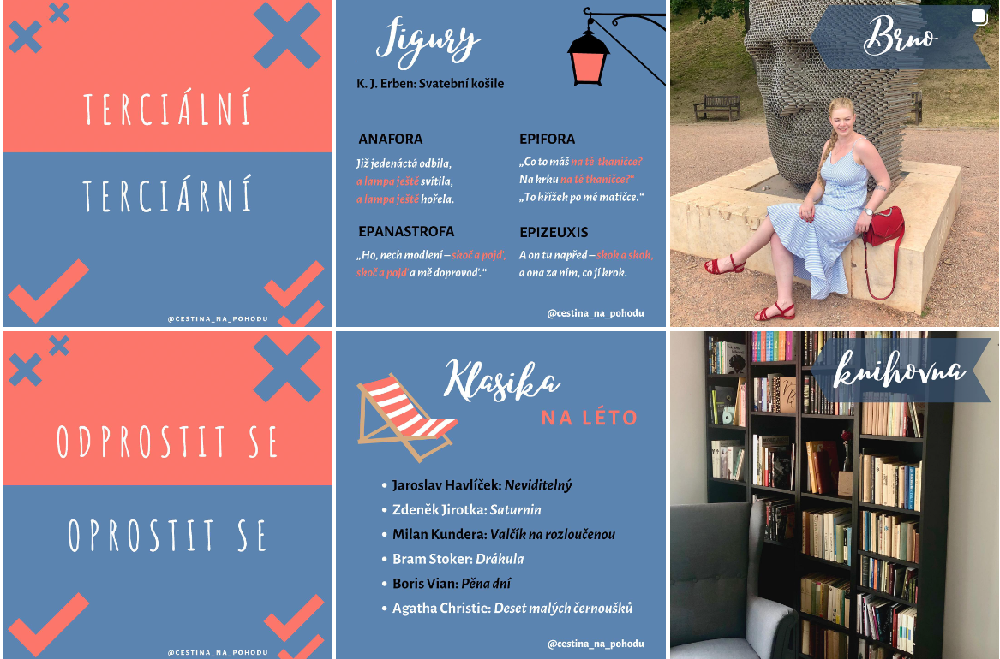 TERCIÁLNÍ
TERCIÁRNÍ
@CESTINA_NA_POHODU
figury
K. J. Erben: Svatební košile
ANAFORA
Již jedenáctá odbila,
a lampa ještě svítila,
a lampa ještě hořela.
EPIFORA
„Co to máš na té tkaničce?
Na krku na té tkaničce?“
„To křížek po mé matičce.“
EPANASTROFA
„Ho, nech modlení – skoč a pojď,
skoč a pojď a mě doprovoď.“
EPIZEUXIS
A on tu napřed – skok a skok,
a ona za ním, co jí krok.
@cestina_na_pohodu
Brno
ODPROSTIT SE
OPROSTIT SE
@CESTINA_NA_POHODU
Klasika
NA LÉTO
• Jaroslav Havlíček: Neviditelný
• Zdeněk Jirotka: Saturnin
• Milan Kundera: Valčík na rozloučenou
• Bram Stoker: Drákula
• Boris Vian: Pěna dní
• Agatha Christie: Deset malých černoušků
@cestina_na_pohodu
knihovna